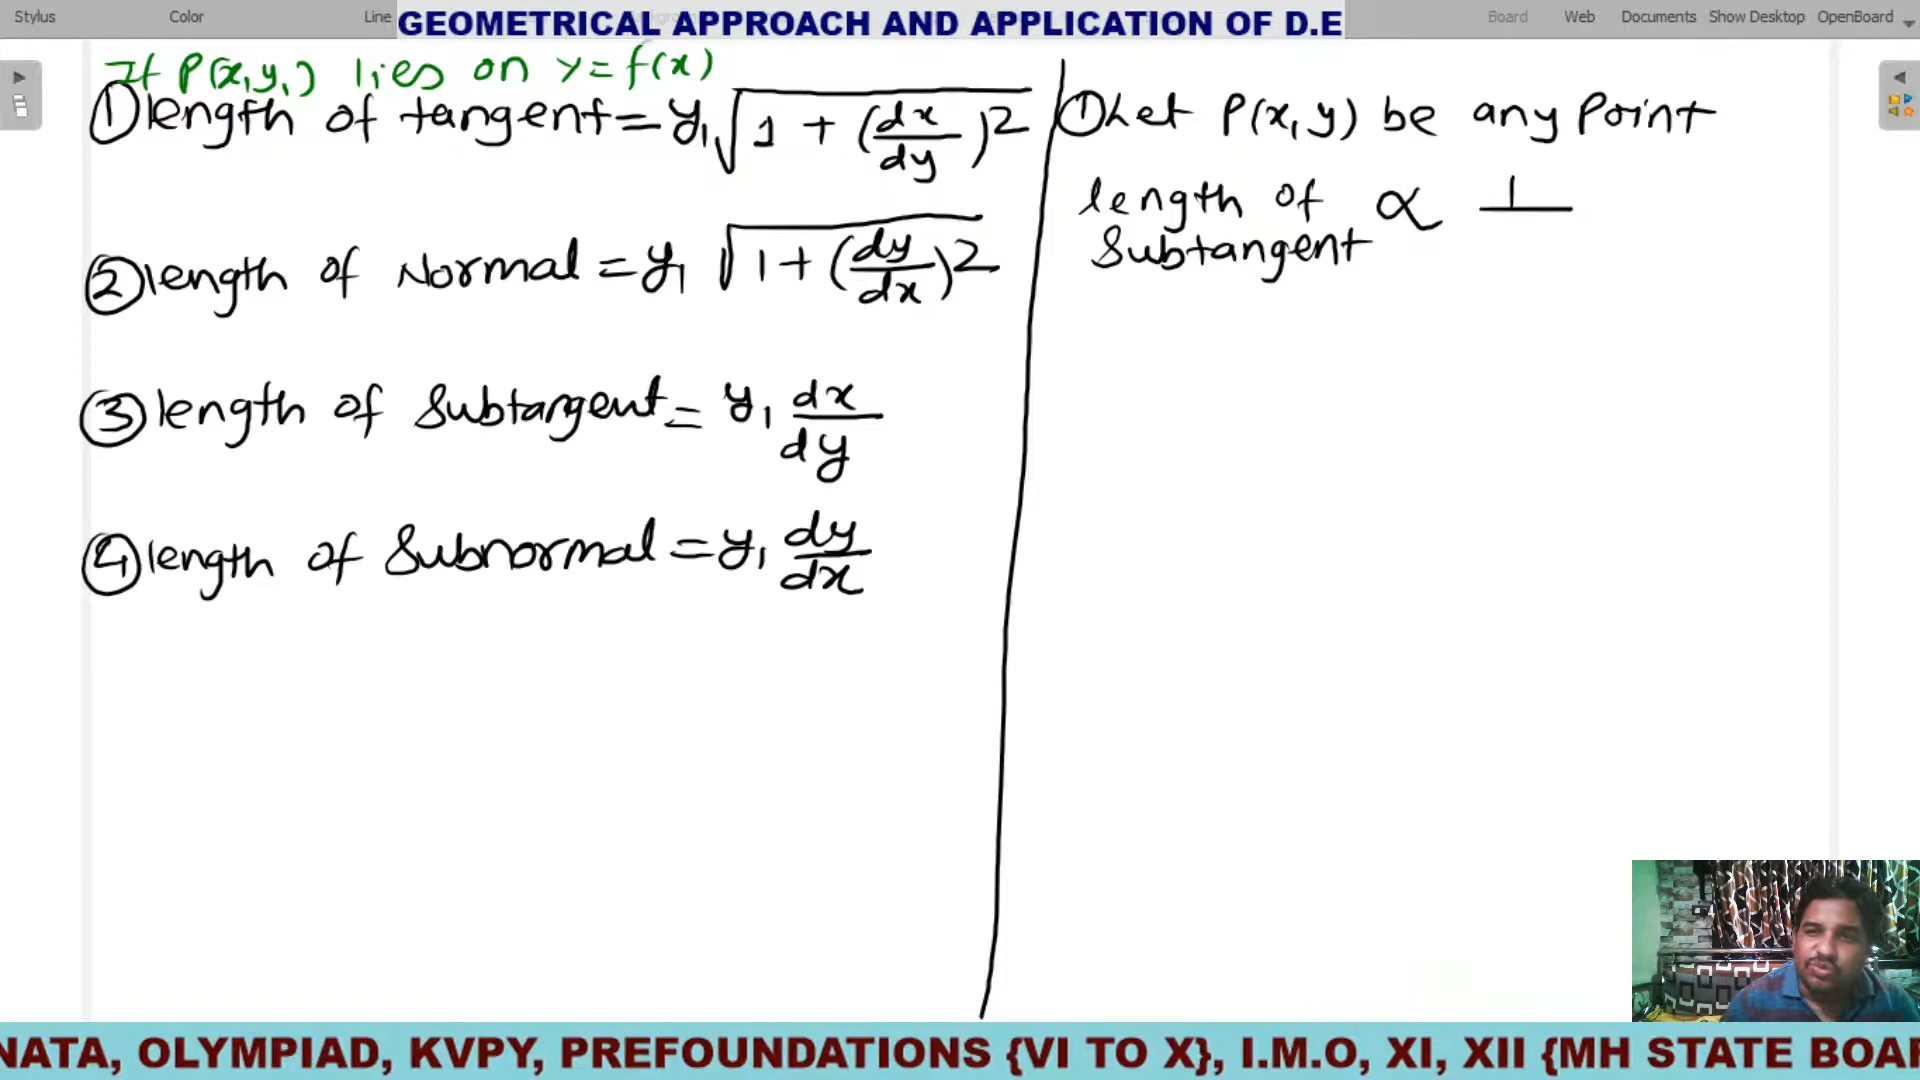 Stylus Color Line Board Web Documents Show Desktop OpenBoard
GEOMETRICAL APPROACH AND APPLICATION OF D.E
If P(x₁y₁) lies on y = f(x)
① length of tangent = y₁ √(1 + (dx/dy)²)
② length of Normal = y₁ √(1 + (dy/dx)²)
③ length of Subtangent = y₁ dx/dy
④ length of Subnormal = y₁ dy/dx
① Let P(x, y) be any Point
length of ∝ 1
Subtangent
NATA, OLYMPIAD, KVPY, PREFOUNDATIONS {VI TO X}, I.M.O, XI, XII {MH STATE BOAR